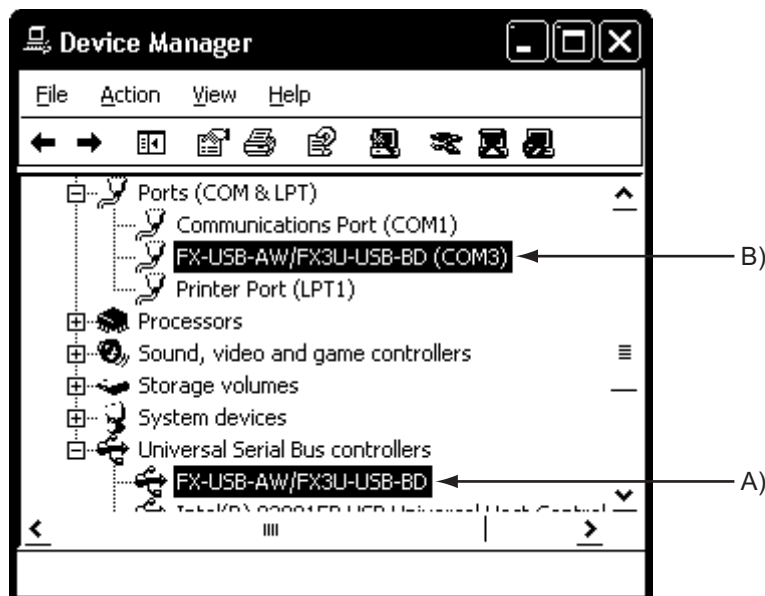 Device Manager
File Action View Help
Ports (COM & LPT)
Communications Port (COM1)
FX-USB-AW/FX3U-USB-BD (COM3)
B)
Printer Port (LPT1)
Processors
Sound, video and game controllers
Storage volumes
System devices
Universal Serial Bus controllers
FX-USB-AW/FX3U-USB-BD
A)